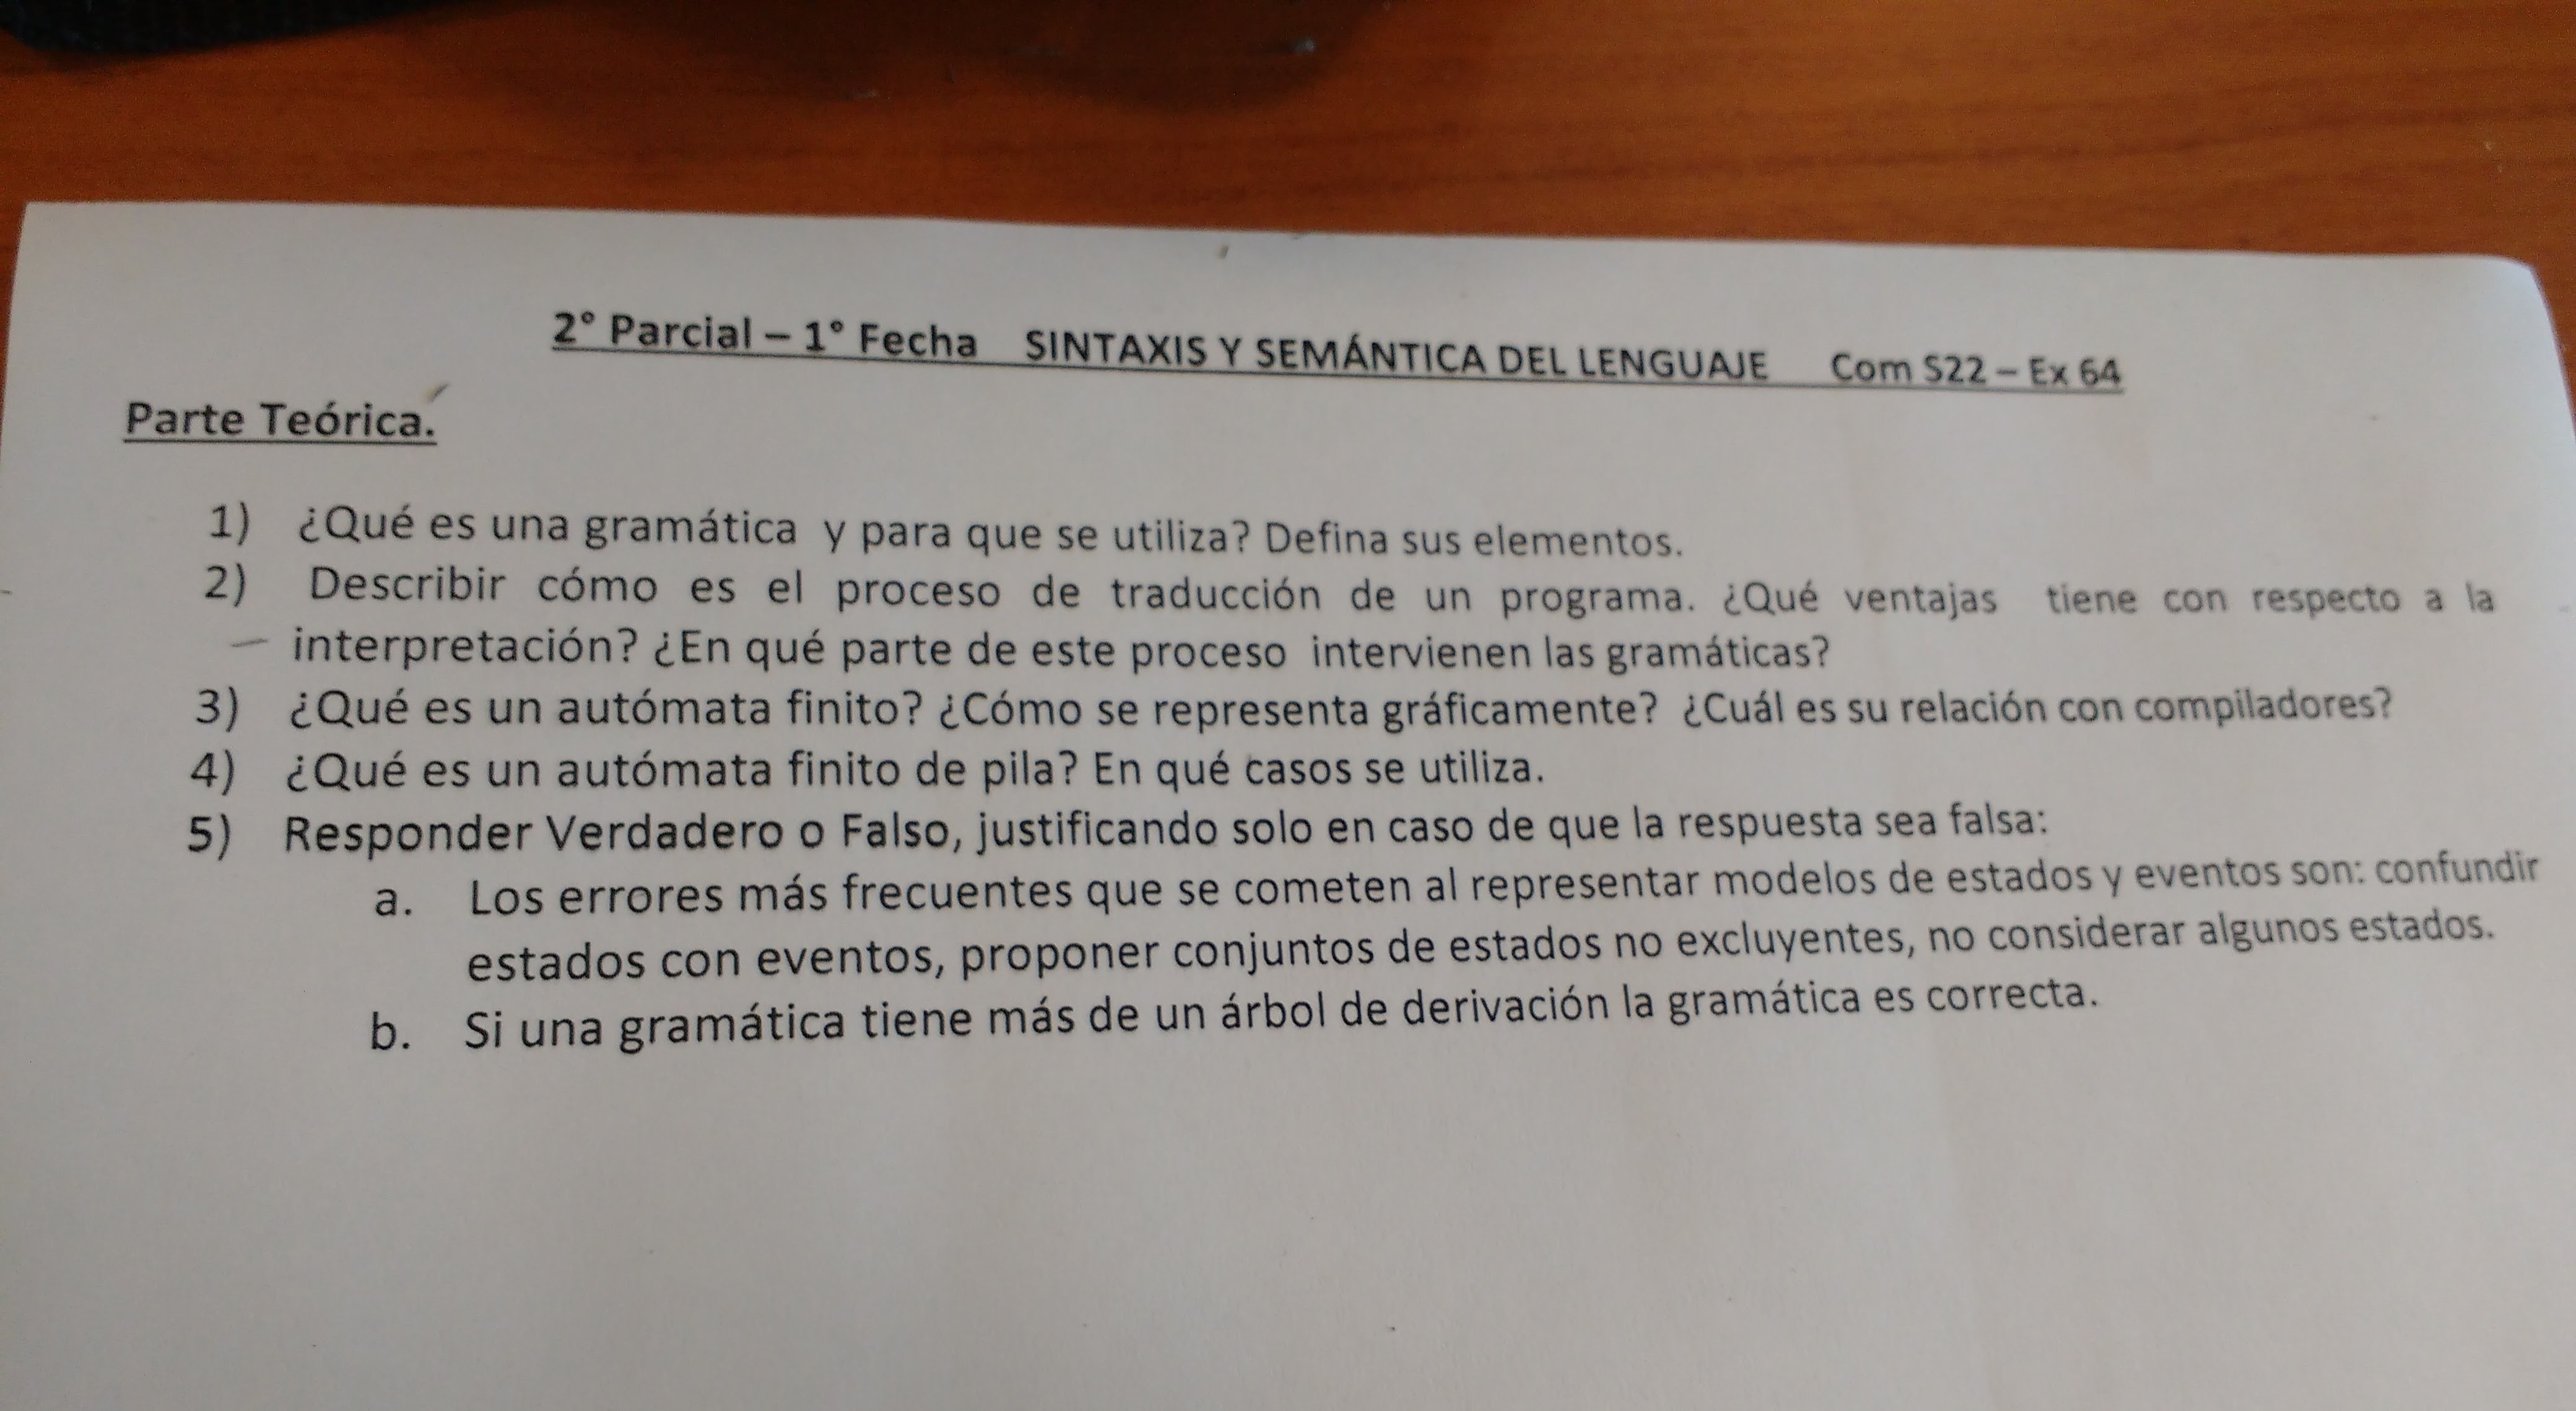 2° Parcial – 1° Fecha SINTAXIS Y SEMÁNTICA DEL LENGUAJE Com S22 – Ex 64
Parte Teórica.
1) ¿Qué es una gramática y para que se utiliza? Defina sus elementos.
2) Describir cómo es el proceso de traducción de un programa. ¿Qué ventajas tiene con respecto a la
interpretación? ¿En qué parte de este proceso intervienen las gramáticas?
3) ¿Qué es un autómata finito? ¿Cómo se representa gráficamente? ¿Cuál es su relación con compiladores?
4) ¿Qué es un autómata finito de pila? En qué casos se utiliza.
5) Responder Verdadero o Falso, justificando solo en caso de que la respuesta sea falsa:
a. Los errores más frecuentes que se cometen al representar modelos de estados y eventos son: confundir
estados con eventos, proponer conjuntos de estados no excluyentes, no considerar algunos estados.
b. Si una gramática tiene más de un árbol de derivación la gramática es correcta.